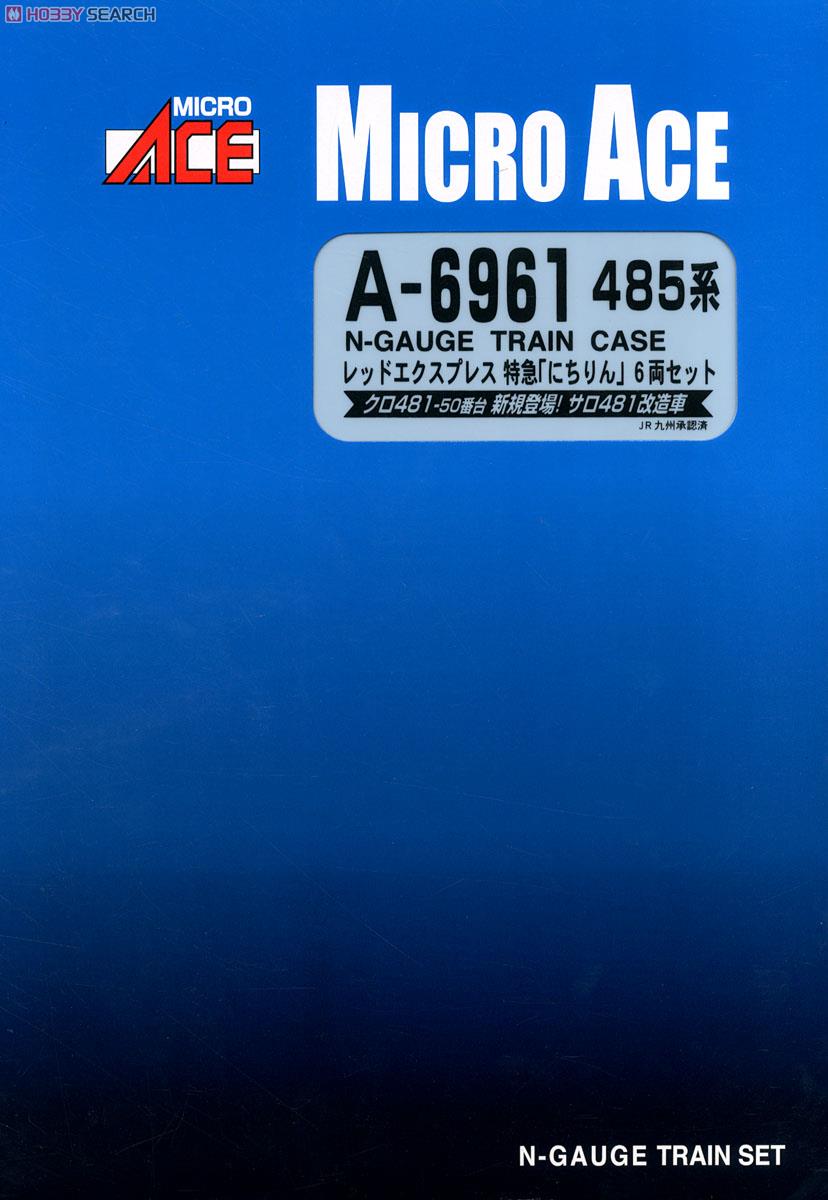 HOBBY SEARCH
MICRO
ACE
MICRO ACE
A-6961 485系
N-GAUGE TRAIN CASE
レッドエクスプレス 特急「にちりん」 6両セット
クロ481-50番台 新規登場! サロ481改造車
JR九州承認済
N-GAUGE TRAIN SET